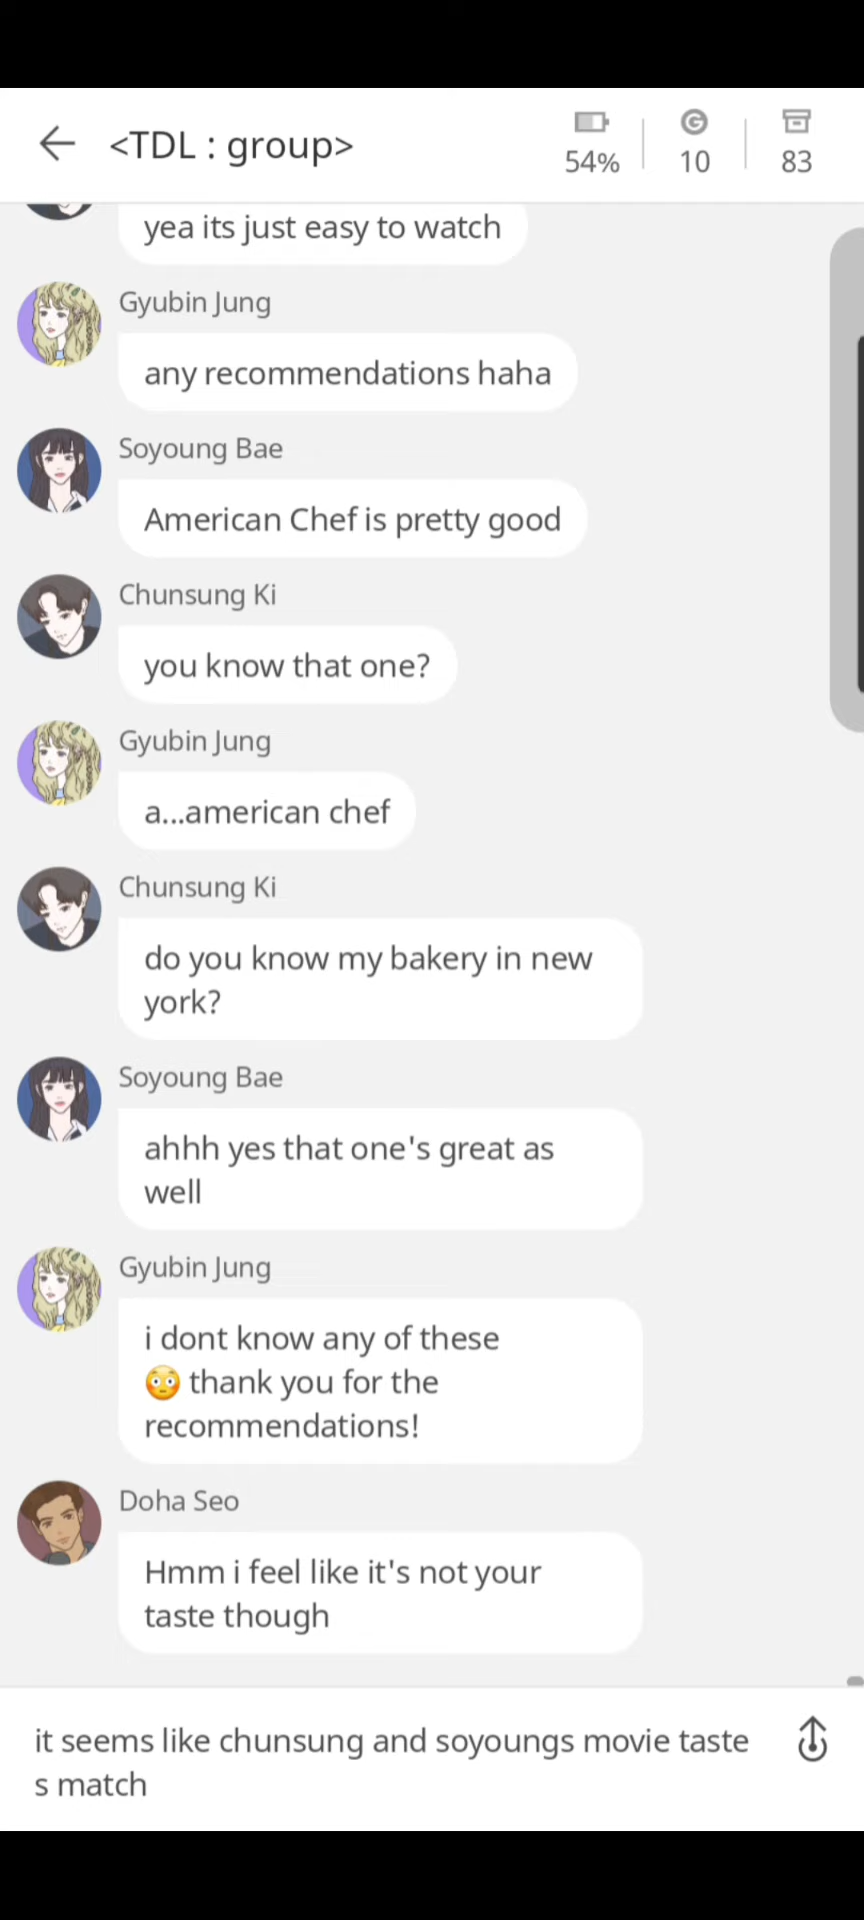 <TDL : group>
54%
10
83
yea its just easy to watch
Gyubin Jung
any recommendations haha
Soyoung Bae
American Chef is pretty good
Chunsung Ki
you know that one?
Gyubin Jung
a...american chef
Chunsung Ki
do you know my bakery in new
york?
Soyoung Bae
ahhh yes that one's great as
well
Gyubin Jung
i dont know any of these
😳 thank you for the
recommendations!
Doha Seo
Hmm i feel like it's not your
taste though
it seems like chunsung and soyoungs movie taste
s match